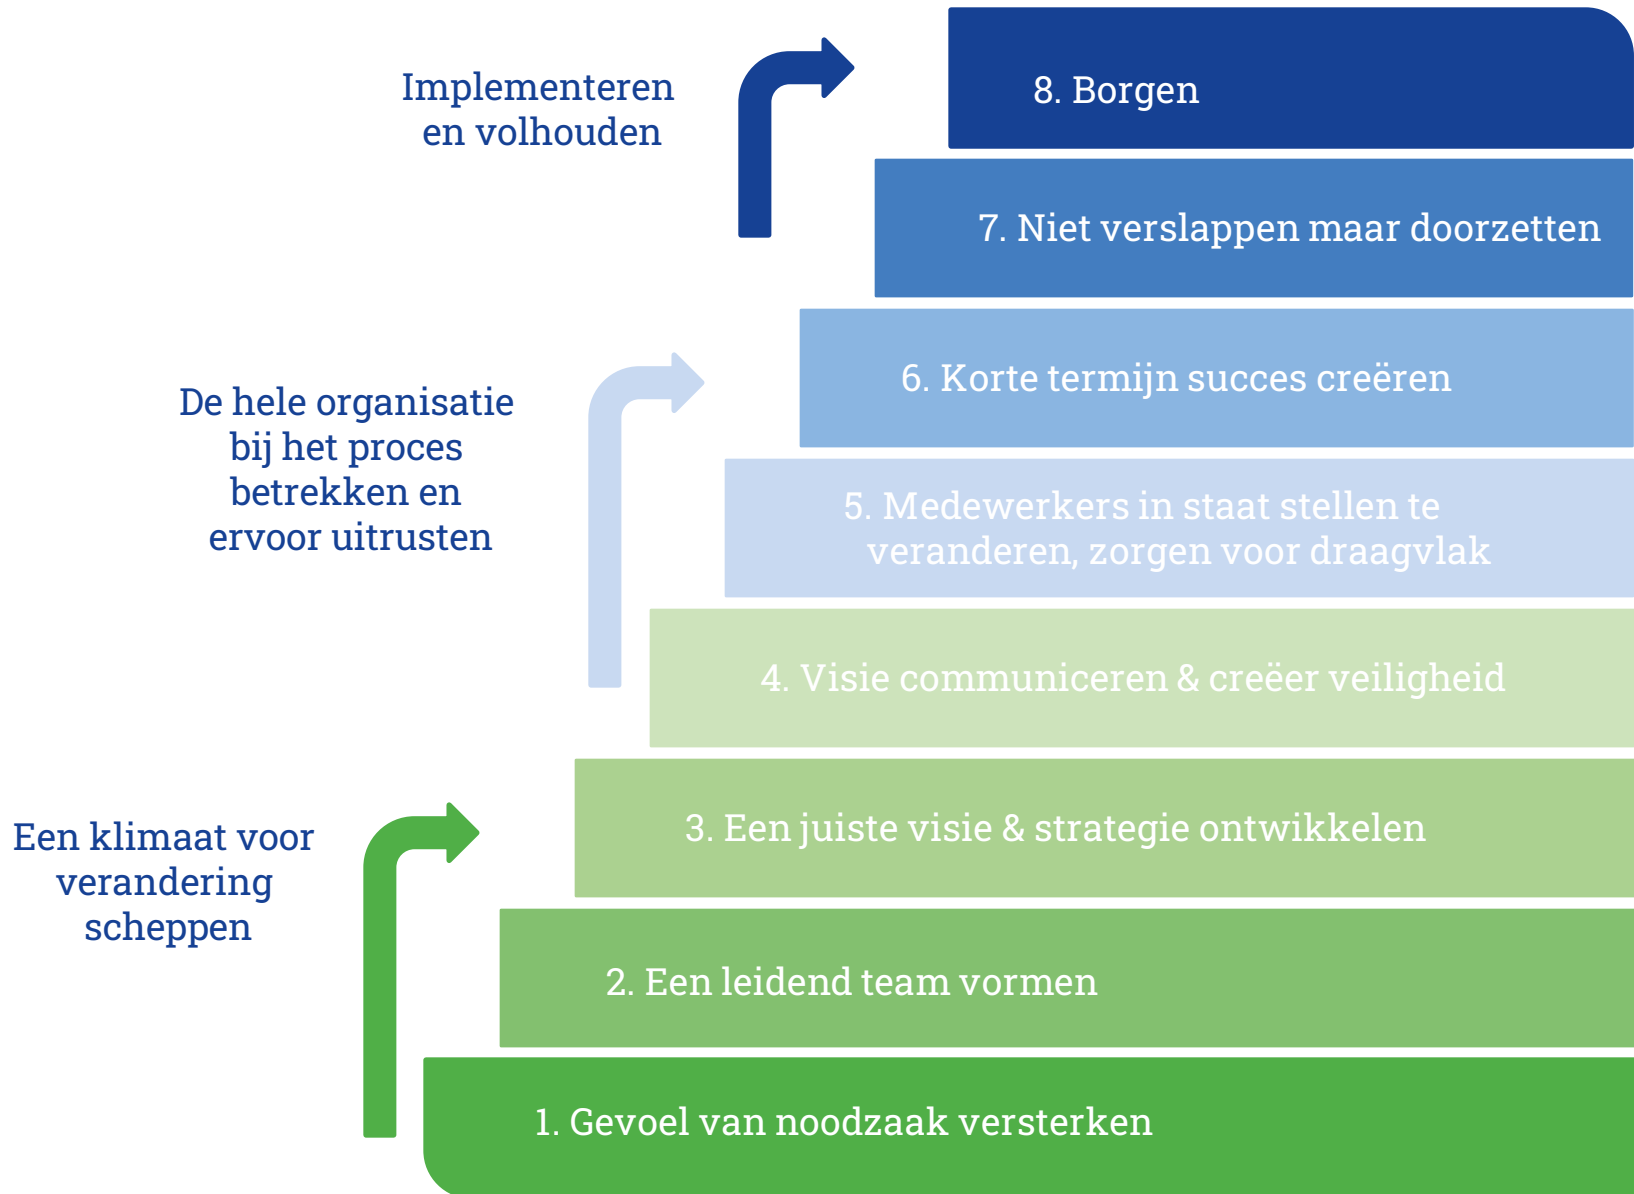 Implementeren
en volhouden
8. Borgen
7. Niet verslappen maar doorzetten
6. Korte termijn succes creëren
De hele organisatie
bij het proces
betrekken en
ervoor uitrusten
5. Medewerkers in staat stellen te
veranderen, zorgen voor draagvlak
4. Visie communiceren & creëer veiligheid
3. Een juiste visie & strategie ontwikkelen
Een klimaat voor
verandering
scheppen
2. Een leidend team vormen
1. Gevoel van noodzaak versterken